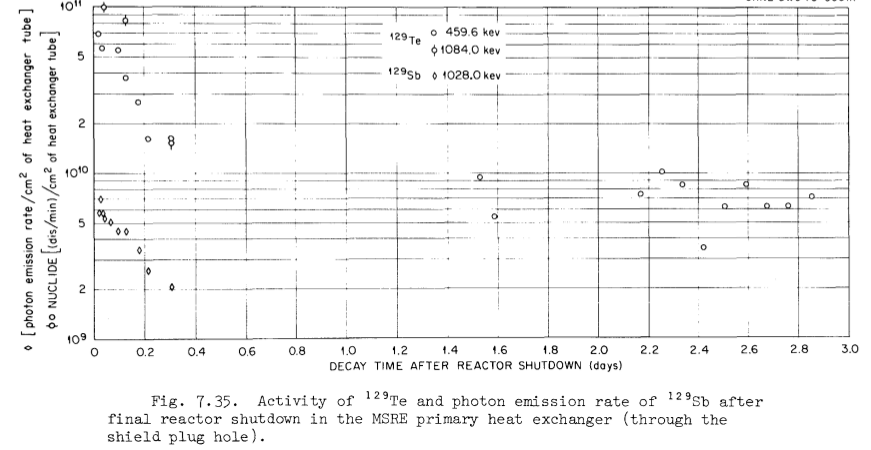 ◊ [photon emission rate/cm² of heat exchanger tube]
⌽ o NUCLIDE [(dis/min)/cm² of heat exchanger tube]
10¹¹
5
2
10¹⁰
5
2
10⁹
¹²⁹Te o 459.6 kev
⌽ 1084.0 kev
¹²⁹Sb ◊ 1028.0 kev
0 0.2 0.4 0.6 0.8 1.0 1.2 1.4 1.6 1.8 2.0 2.2 2.4 2.6 2.8 3.0
DECAY TIME AFTER REACTOR SHUTDOWN (days)
Fig. 7.35. Activity of ¹²⁹Te and photon emission rate of ¹²⁹Sb after
final reactor shutdown in the MSRE primary heat exchanger (through the
shield plug hole).